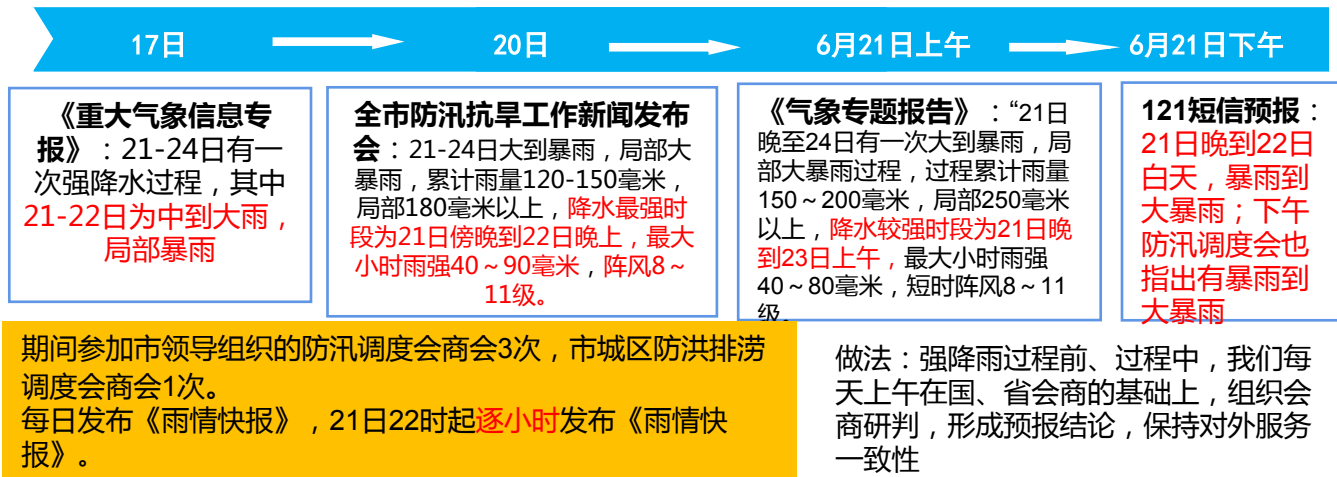 17日
20日
6月21日上午
6月21日下午
《重大气象信息专
报》：21-24日有一
次强降水过程，其中
21-22日为中到大雨，
局部暴雨
全市防汛抗旱工作新闻发布
会：21-24日大到暴雨，局部大
暴雨，累计雨量120-150毫米，
局部180毫米以上，降水最强时
段为21日傍晚到22日晚上，最大
小时雨强40～90毫米，阵风8～
11级。
《气象专题报告》：“21日
晚至24日有一次大到暴雨，局
部大暴雨过程，过程累计雨量
150～200毫米，局部250毫米
以上，降水较强时段为21日晚
到23日上午，最大小时雨强
40～80毫米，短时阵风8～11
级。
121短信预报：
21日晚到22日
白天，暴雨到
大暴雨；下午
防汛调度会也
指出有暴雨到
大暴雨
期间参加市领导组织的防汛调度会商会3次，市城区防洪排涝
调度会商会1次。
每日发布《雨情快报》，21日22时起逐小时发布《雨情快
报》。
做法：强降雨过程前、过程中，我们每
天上午在国、省会商的基础上，组织会
商研判，形成预报结论，保持对外服务
一致性